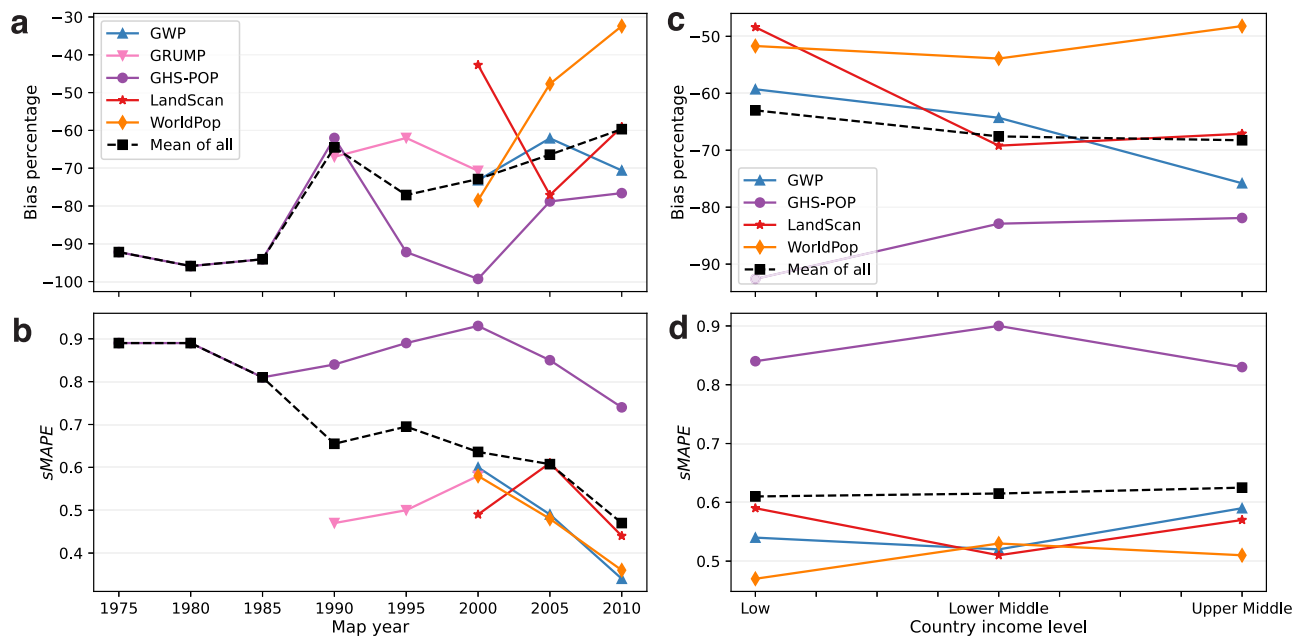 a
−30
−40
−50
−60
−70
−80
−90
−100
Bias percentage
GWP
GRUMP
GHS-POP
LandScan
WorldPop
Mean of all
c
−50
−60
−70
−80
−90
Bias percentage
GWP
GHS-POP
LandScan
WorldPop
Mean of all
b
0.9
0.8
0.7
0.6
0.5
0.4
sMAPE
1975 1980 1985 1990 1995 2000 2005 2010
Map year
d
0.9
0.8
0.7
0.6
0.5
sMAPE
Low Lower Middle Upper Middle
Country income level